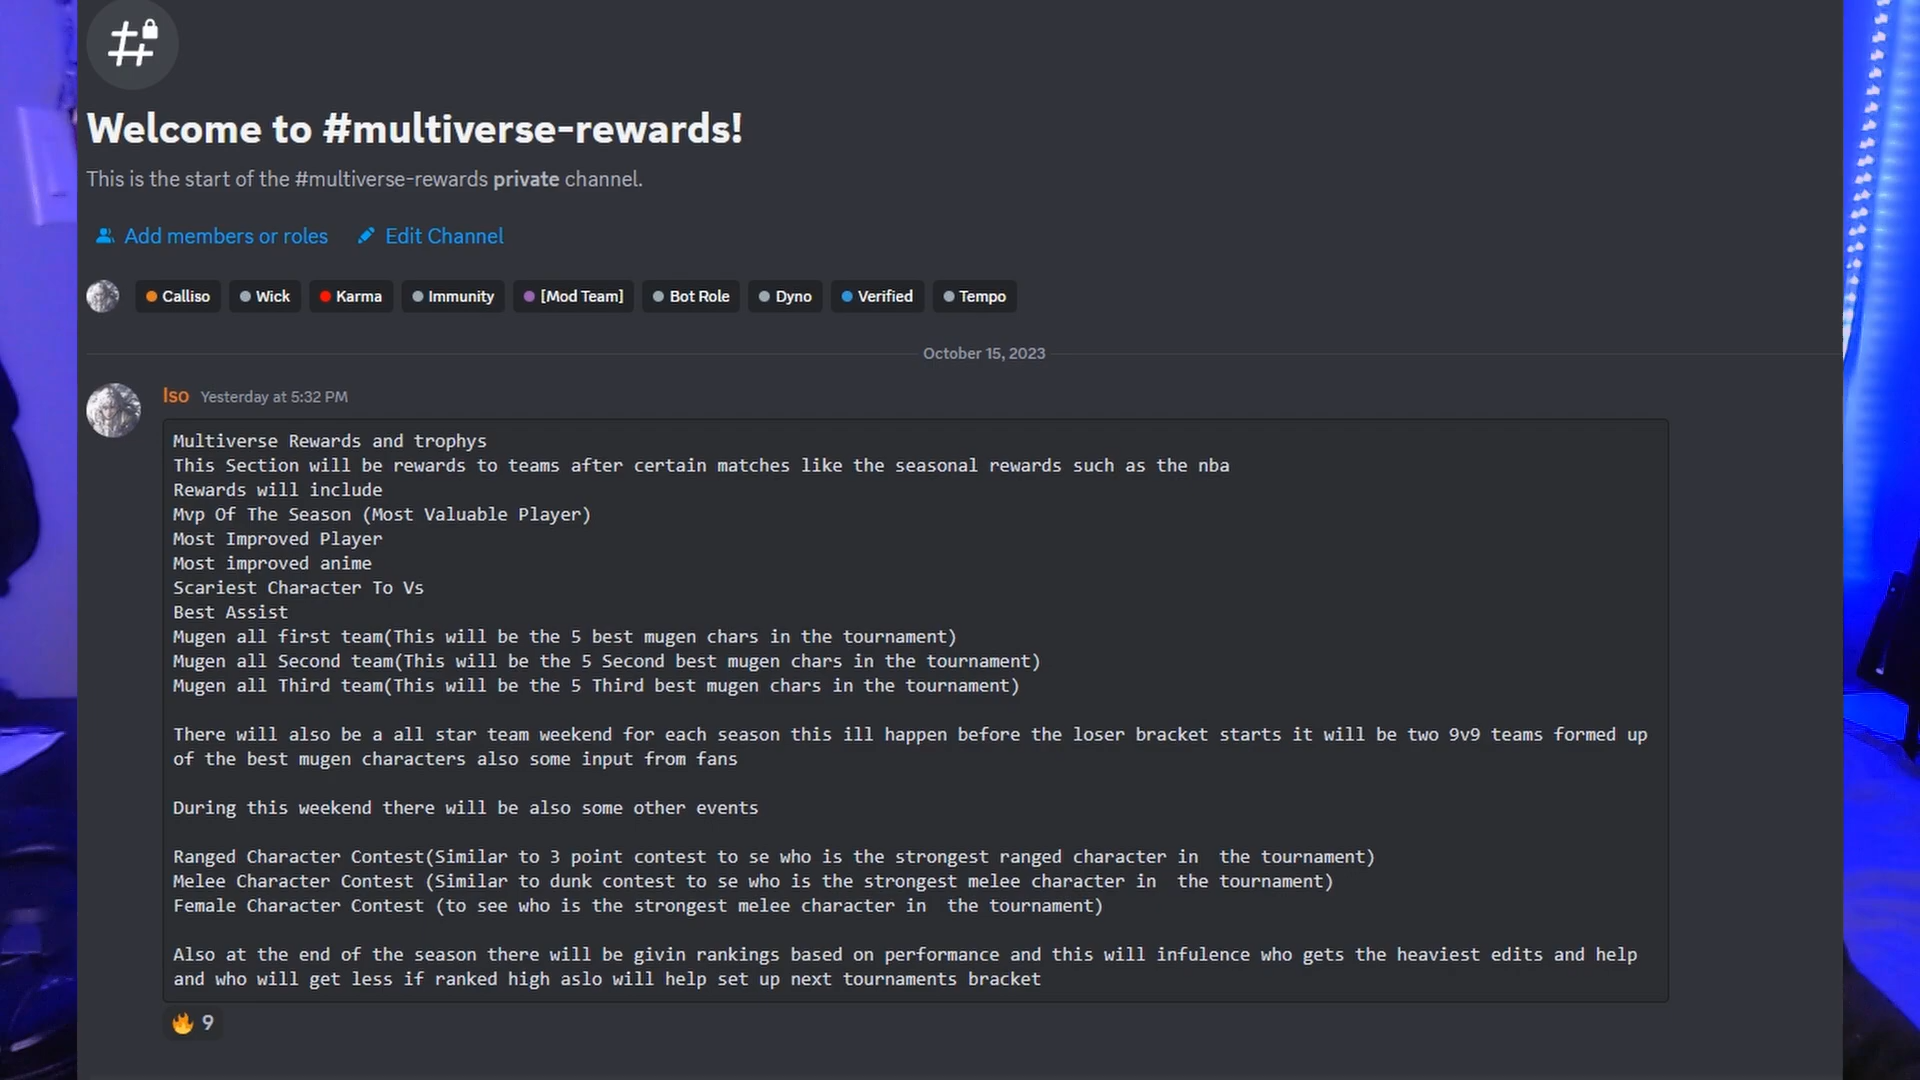 Welcome to #multiverse-rewards!
This is the start of the #multiverse-rewards private channel.
Add members or roles Edit Channel
Calliso Wick Karma Immunity [Mod Team] Bot Role Dyno Verified Tempo
October 15, 2023
Iso Yesterday at 5:32 PM
Multiverse Rewards and trophys
This Section will be rewards to teams after certain matches like the seasonal rewards such as the nba
Rewards will include
Mvp Of The Season (Most Valuable Player)
Most Improved Player
Most improved anime
Scariest Character To Vs
Best Assist
Mugen all first team(This will be the 5 best mugen chars in the tournament)
Mugen all Second team(This will be the 5 Second best mugen chars in the tournament)
Mugen all Third team(This will be the 5 Third best mugen chars in the tournament)
There will also be a all star team weekend for each season this ill happen before the loser bracket starts it will be two 9v9 teams formed up
of the best mugen characters also some input from fans
During this weekend there will be also some other events
Ranged Character Contest(Similar to 3 point contest to se who is the strongest ranged character in  the tournament)
Melee Character Contest (Similar to dunk contest to se who is the strongest melee character in  the tournament)
Female Character Contest (to see who is the strongest melee character in  the tournament)
Also at the end of the season there will be givin rankings based on performance and this will infulence who gets the heaviest edits and help
and who will get less if ranked high aslo will help set up next tournaments bracket
9